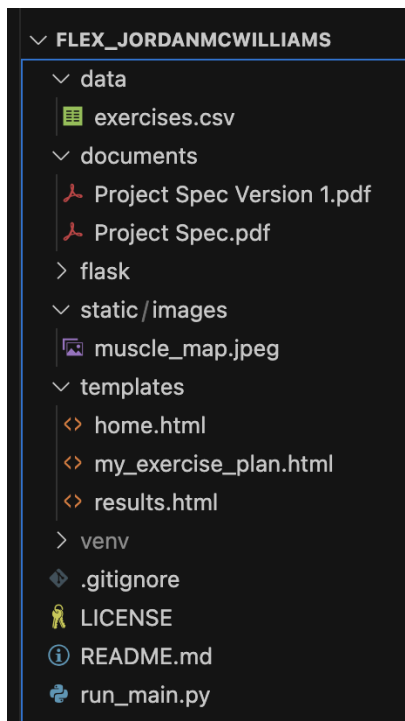 FLEX_JORDANMCWILLIAMS
data
exercises.csv
documents
Project Spec Version 1.pdf
Project Spec.pdf
flask
static/images
muscle_map.jpeg
templates
home.html
my_exercise_plan.html
results.html
venv
.gitignore
LICENSE
README.md
run_main.py